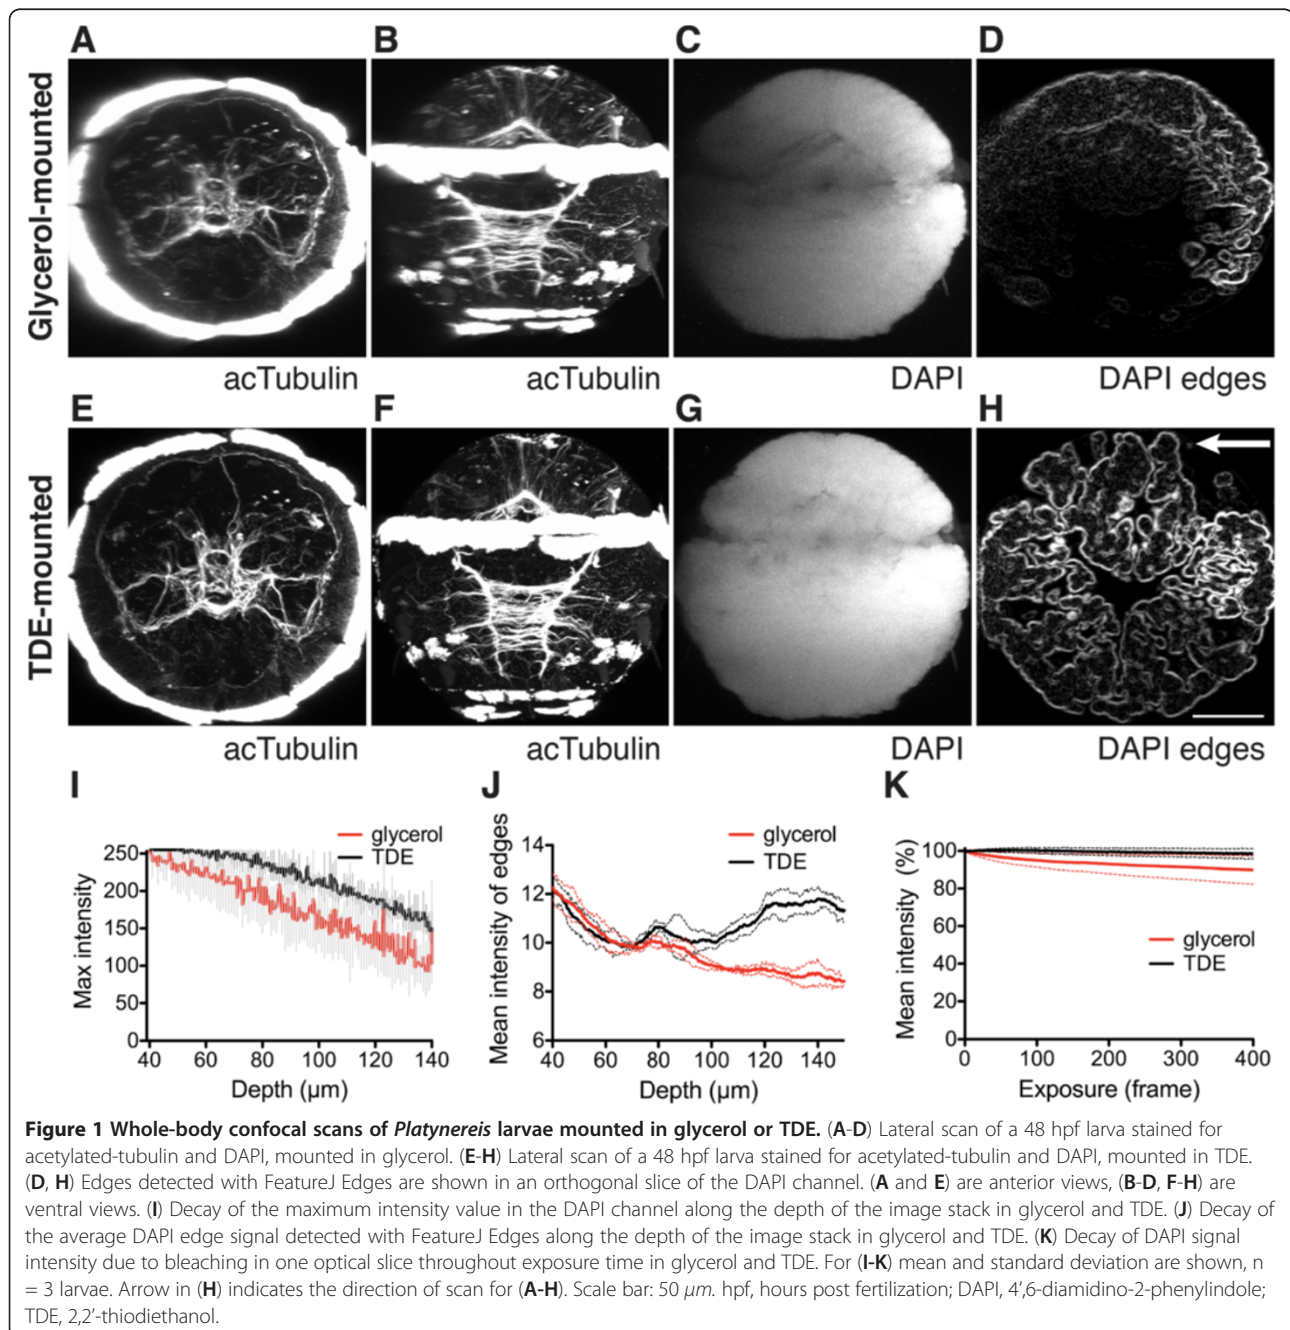 A B C D
Glycerol-mounted
acTubulin acTubulin DAPI DAPI edges
E F G H
TDE-mounted
acTubulin acTubulin DAPI DAPI edges
I
glycerol
TDE
250
200
150
100
50
0
Max intensity
40 60 80 100 120 140
Depth (µm)
J
glycerol
TDE
14
12
10
8
6
Mean intensity of edges
40 60 80 100 120 140
Depth (µm)
K
100
80
60
40
20
0
Mean intensity (%)
glycerol
TDE
0 100 200 300 400
Exposure (frame)
Figure 1 Whole-body confocal scans of Platynereis larvae mounted in glycerol or TDE. (A-D) Lateral scan of a 48 hpf larva stained for
acetylated-tubulin and DAPI, mounted in glycerol. (E-H) Lateral scan of a 48 hpf larva stained for acetylated-tubulin and DAPI, mounted in TDE.
(D, H) Edges detected with FeatureJ Edges are shown in an orthogonal slice of the DAPI channel. (A and E) are anterior views, (B-D, F-H) are
ventral views. (I) Decay of the maximum intensity value in the DAPI channel along the depth of the image stack in glycerol and TDE. (J) Decay of
the average DAPI edge signal detected with FeatureJ Edges along the depth of the image stack in glycerol and TDE. (K) Decay of DAPI signal
intensity due to bleaching in one optical slice throughout exposure time in glycerol and TDE. For (I-K) mean and standard deviation are shown, n
= 3 larvae. Arrow in (H) indicates the direction of scan for (A-H). Scale bar: 50 µm. hpf, hours post fertilization; DAPI, 4′,6-diamidino-2-phenylindole;
TDE, 2,2′-thiodiethanol.